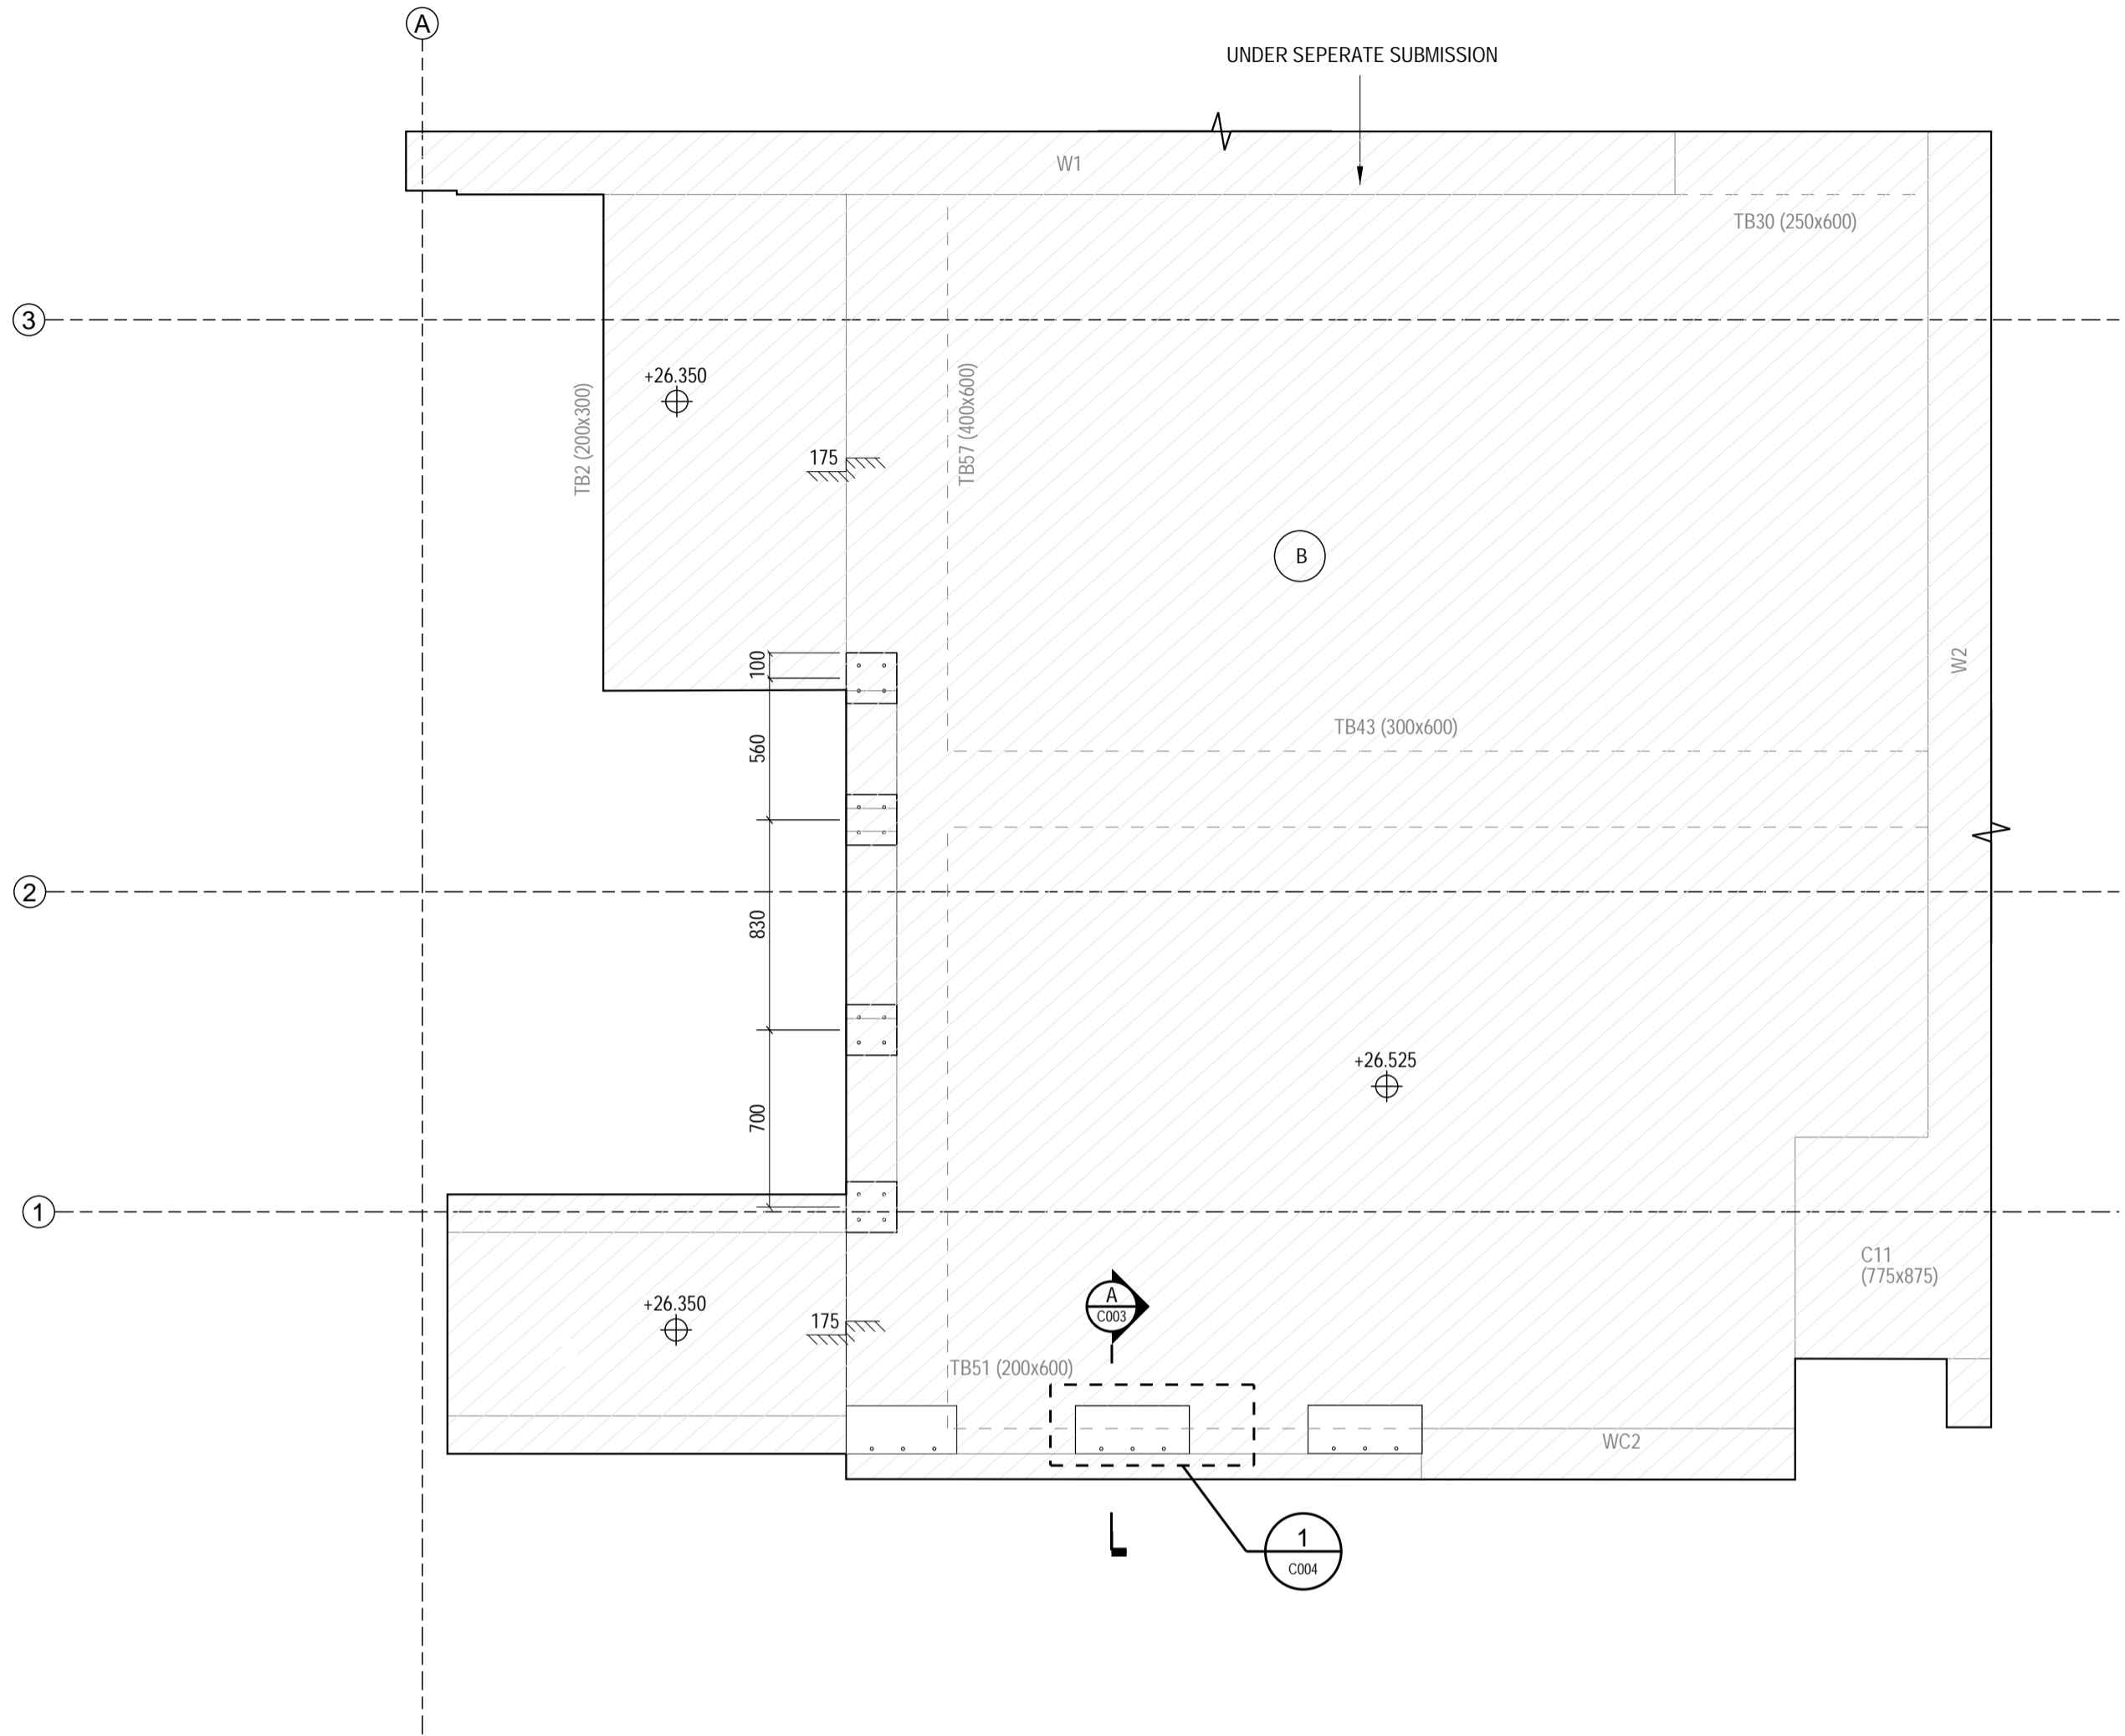 A
UNDER SEPERATE SUBMISSION
W1
TB30 (250x600)
3
+26.350
TB2 (200x300)
TB57 (400x600)
175
B
100
W2
560
TB43 (300x600)
2
830
+26.525
700
1
C11
(775x875)
+26.350
A
C003
175
TB51 (200x600)
WC2
1
C004